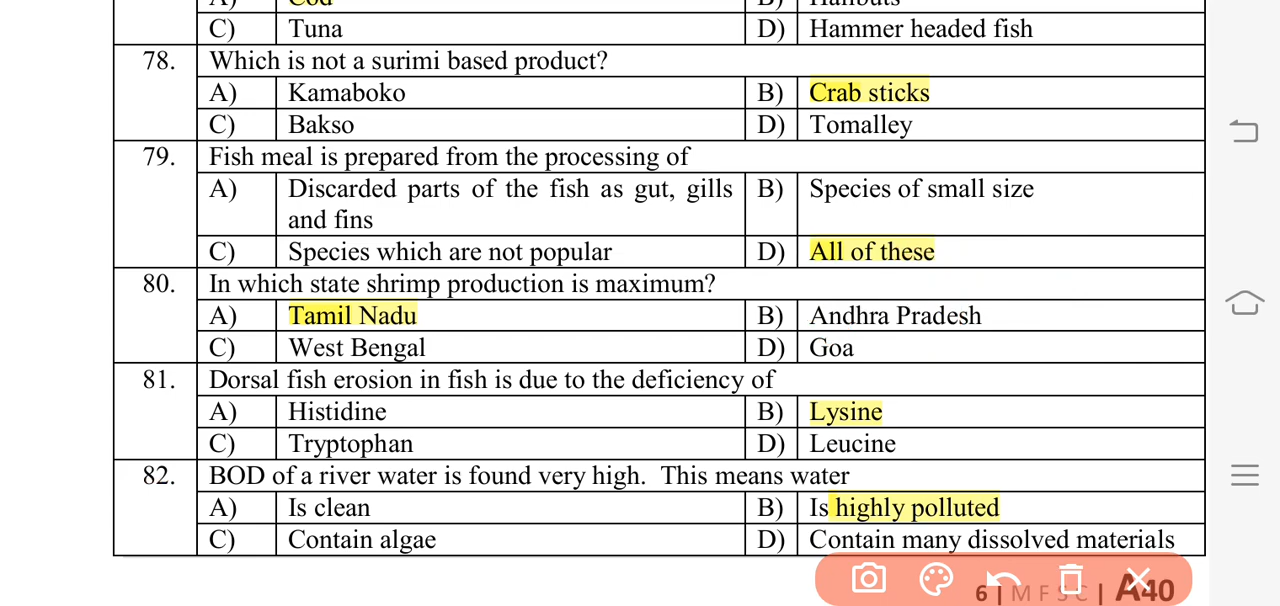 A) Cod D) Halibuts
C) Tuna D) Hammer headed fish
78. Which is not a surimi based product?
A) Kamaboko B) Crab sticks
C) Bakso D) Tomalley
79. Fish meal is prepared from the processing of
A) Discarded parts of the fish as gut, gills B) Species of small size
and fins
C) Species which are not popular D) All of these
80. In which state shrimp production is maximum?
A) Tamil Nadu B) Andhra Pradesh
C) West Bengal D) Goa
81. Dorsal fish erosion in fish is due to the deficiency of
A) Histidine B) Lysine
C) Tryptophan D) Leucine
82. BOD of a river water is found very high. This means water
A) Is clean B) Is highly polluted
C) Contain algae D) Contain many dissolved materials
6 | M F S C | A40